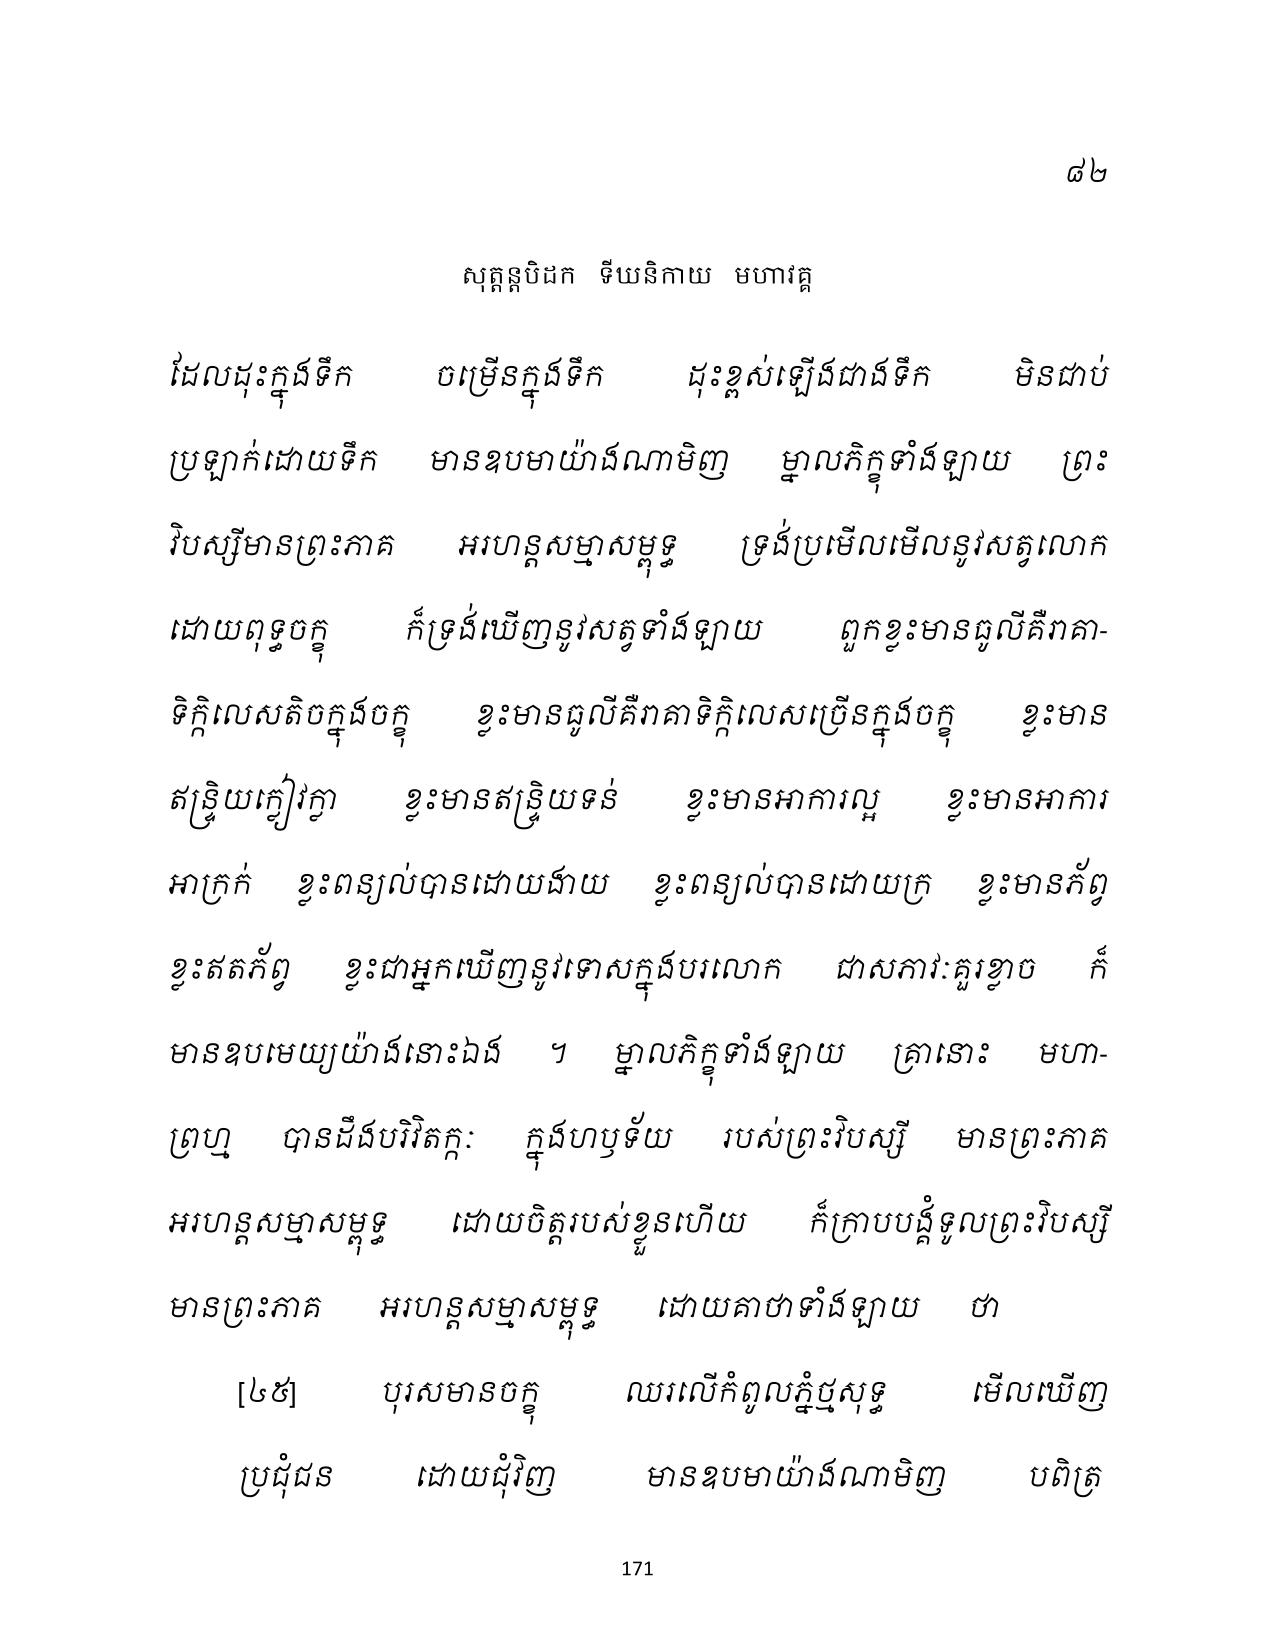 ៨២
សុត្តន្តបិដក ទីឃនិកាយ មហាវគ្គ
ដែលដុះក្នុងទឹក ចម្រើនក្នុងទឹក ដុះខ្ពស់ឡើងជាងទឹក មិនជាប់
ប្រឡាក់ដោយទឹក មានឧបមាយ៉ាងណាមិញ ម្នាលភិក្ខុទាំងឡាយ ព្រះ
វិបស្សីមានព្រះភាគ អរហន្តសម្មាសម្ពុទ្ធ ទ្រង់ប្រមើលមើលនូវសត្វលោក
ដោយពុទ្ធចក្ខុ ក៏ទ្រង់ឃើញនូវសត្វទាំងឡាយ ពួកខ្លះមានធូលីគឺរាគា-
ទិក្កិលេសតិចក្នុងចក្ខុ ខ្លះមានធូលីគឺរាគាទិក្កិលេសច្រើនក្នុងចក្ខុ ខ្លះមាន
ឥន្ទ្រិយក្លៀវក្លា ខ្លះមានឥន្ទ្រិយទន់ ខ្លះមានអាការល្អ ខ្លះមានអាការ
អាក្រក់ ខ្លះពន្យល់បានដោយងាយ ខ្លះពន្យល់បានដោយក្រ ខ្លះមានភ័ព្វ
ខ្លះឥតភ័ព្វ ខ្លះជាអ្នកឃើញនូវទោសក្នុងបរលោក ជាសភាវៈគួរខ្លាច ក៏
មានឧបមេយ្យយ៉ាងនោះឯង ។ ម្នាលភិក្ខុទាំងឡាយ គ្រានោះ មហា-
ព្រហ្ម បានដឹងបរិវិតក្កៈ ក្នុងហឫទ័យ របស់ព្រះវិបស្សី មានព្រះភាគ
អរហន្តសម្មាសម្ពុទ្ធ ដោយចិត្តរបស់ខ្លួនហើយ ក៏ក្រាបបង្គំទូលព្រះវិបស្សី
មានព្រះភាគ អរហន្តសម្មាសម្ពុទ្ធ ដោយគាថាទាំងឡាយ ថា
[៤៥] បុរសមានចក្ខុ ឈរលើកំពូលភ្នំថ្មសុទ្ធ មើលឃើញ
ប្រជុំជន ដោយជុំវិញ មានឧបមាយ៉ាងណាមិញ បពិត្រ
171